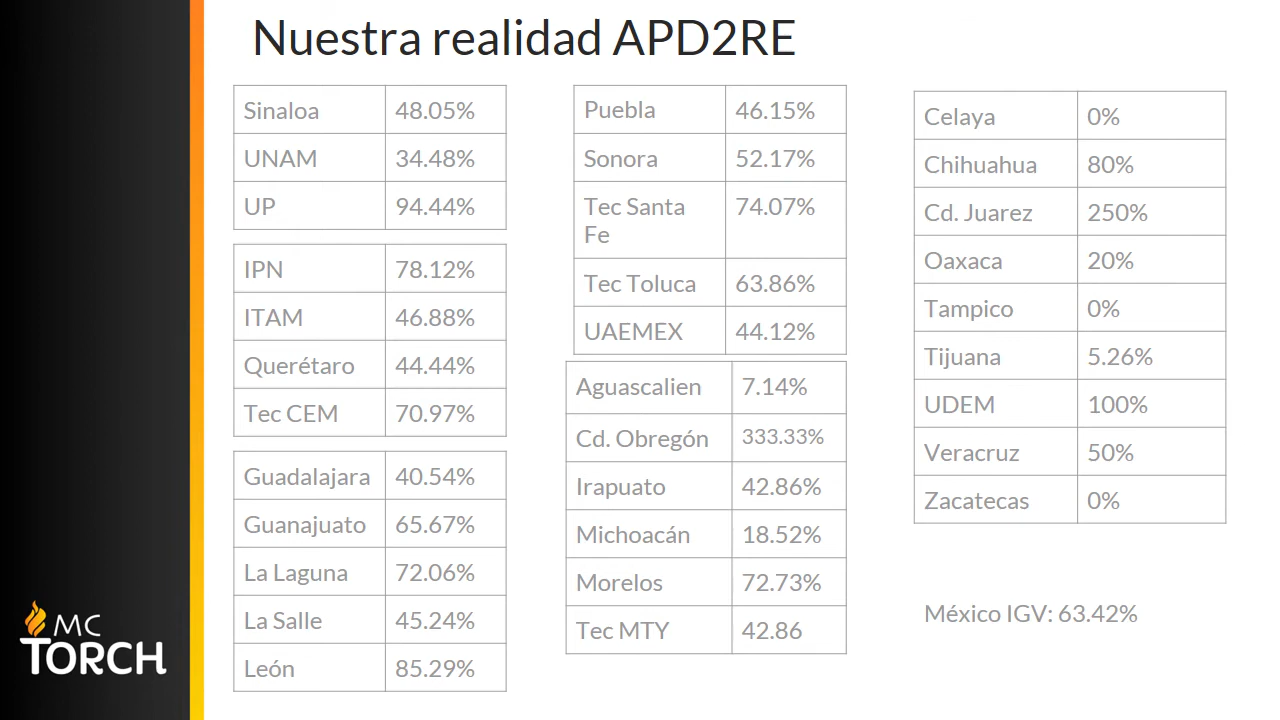 Nuestra realidad APD2RE
Sinaloa 48.05%
UNAM 34.48%
UP 94.44%
IPN 78.12%
ITAM 46.88%
Querétaro 44.44%
Tec CEM 70.97%
Guadalajara 40.54%
Guanajuato 65.67%
La Laguna 72.06%
La Salle 45.24%
León 85.29%
Puebla 46.15%
Sonora 52.17%
Tec Santa
Fe 74.07%
Tec Toluca 63.86%
UAEMEX 44.12%
Aguascalien 7.14%
Cd. Obregón 333.33%
Irapuato 42.86%
Michoacán 18.52%
Morelos 72.73%
Tec MTY 42.86
Celaya 0%
Chihuahua 80%
Cd. Juarez 250%
Oaxaca 20%
Tampico 0%
Tijuana 5.26%
UDEM 100%
Veracruz 50%
Zacatecas 0%
México IGV: 63.42%
MC
TORCH